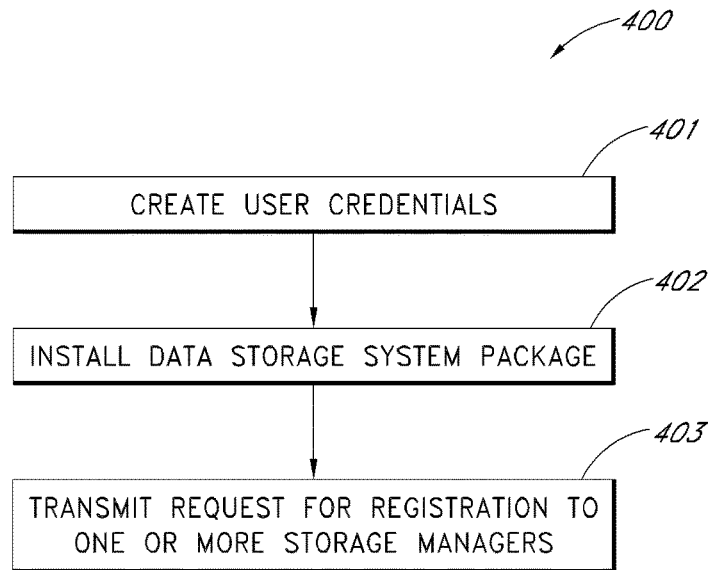 400
401
CREATE USER CREDENTIALS
402
INSTALL DATA STORAGE SYSTEM PACKAGE
403
TRANSMIT REQUEST FOR REGISTRATION TO
ONE OR MORE STORAGE MANAGERS